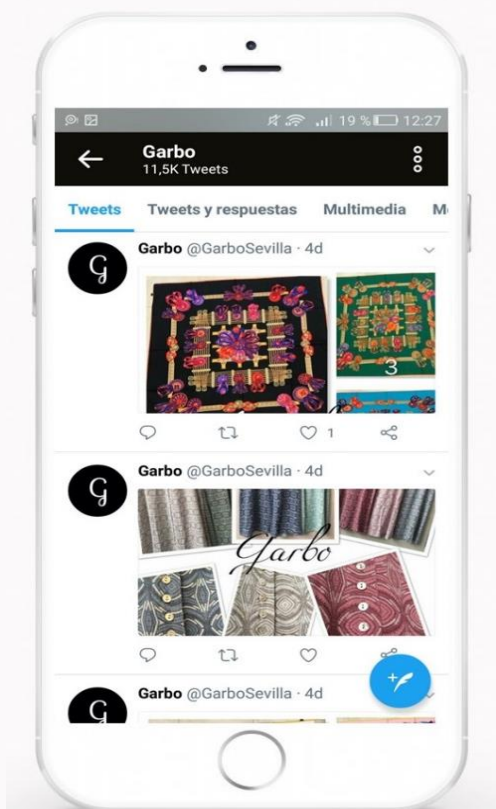 19 % 12:27
Garbo
11,5K Tweets
Tweets Tweets y respuestas Multimedia M
G
Garbo @GarboSevilla · 4d
3
1
G
Garbo @GarboSevilla · 4d
Garbo
G
Garbo @GarboSevilla · 4d